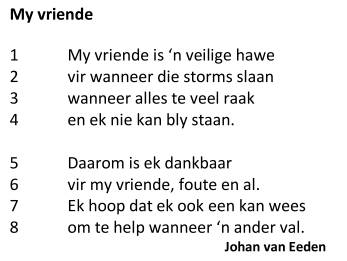 My vriende
1 My vriende is ‘n veilige hawe
2 vir wanneer die storms slaan
3 wanneer alles te veel raak
4 en ek nie kan bly staan.
5 Daarom is ek dankbaar
6 vir my vriende, foute en al.
7 Ek hoop dat ek ook een kan wees
8 om te help wanneer ‘n ander val.
Johan van Eeden